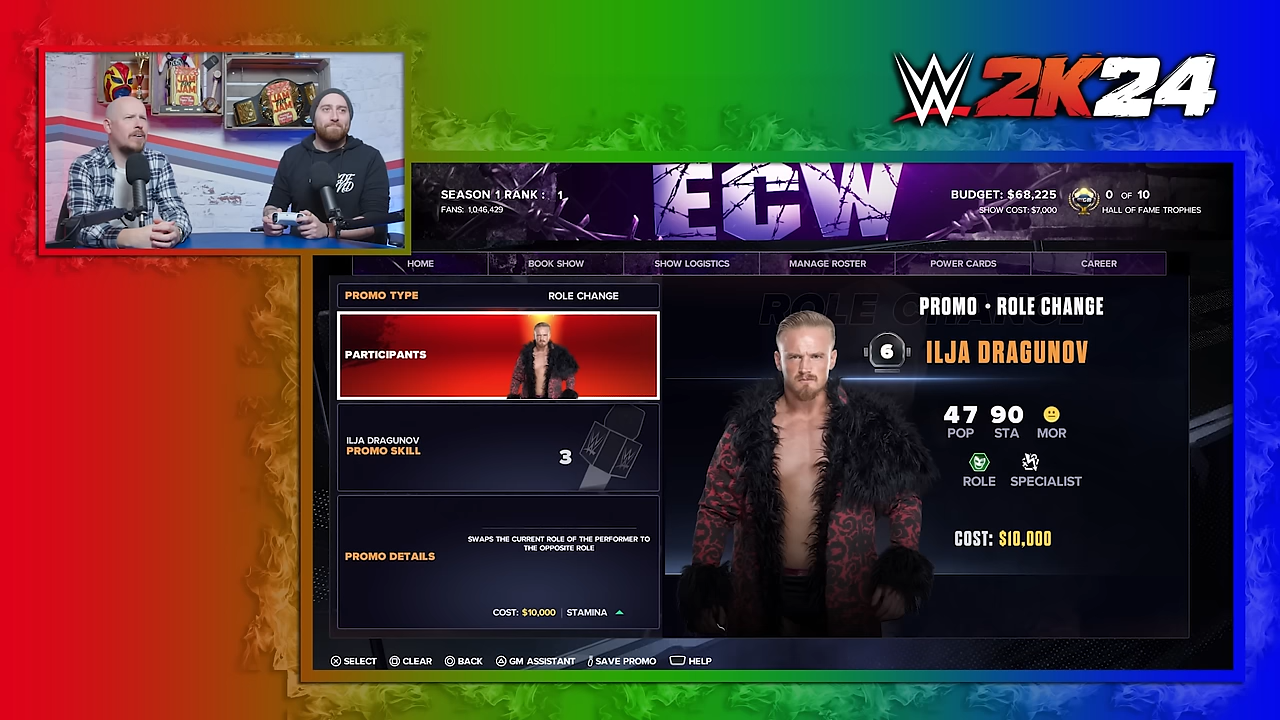 W 2K24
JAM
JAM
ECW
SEASON 1 RANK : 1
FANS: 1,046,429
BUDGET: $68,225
SHOW COST: $7,000
0 OF 10
HALL OF FAME TROPHIES
HOME
BOOK SHOW
SHOW LOGISTICS
MANAGE ROSTER
POWER CARDS
CAREER
PROMO TYPE
ROLE CHANGE
PARTICIPANTS
ILJA DRAGUNOV
PROMO SKILL
3
PROMO DETAILS
SWAPS THE CURRENT ROLE OF THE PERFORMER TO
THE OPPOSITE ROLE
COST: $10,000 | STAMINA
ROLE CHANGE
PROMO • ROLE CHANGE
6
ILJA DRAGUNOV
47 90
POP STA MOR
ROLE SPECIALIST
COST: $10,000
SELECT
CLEAR
BACK
GM ASSISTANT
SAVE PROMO
HELP